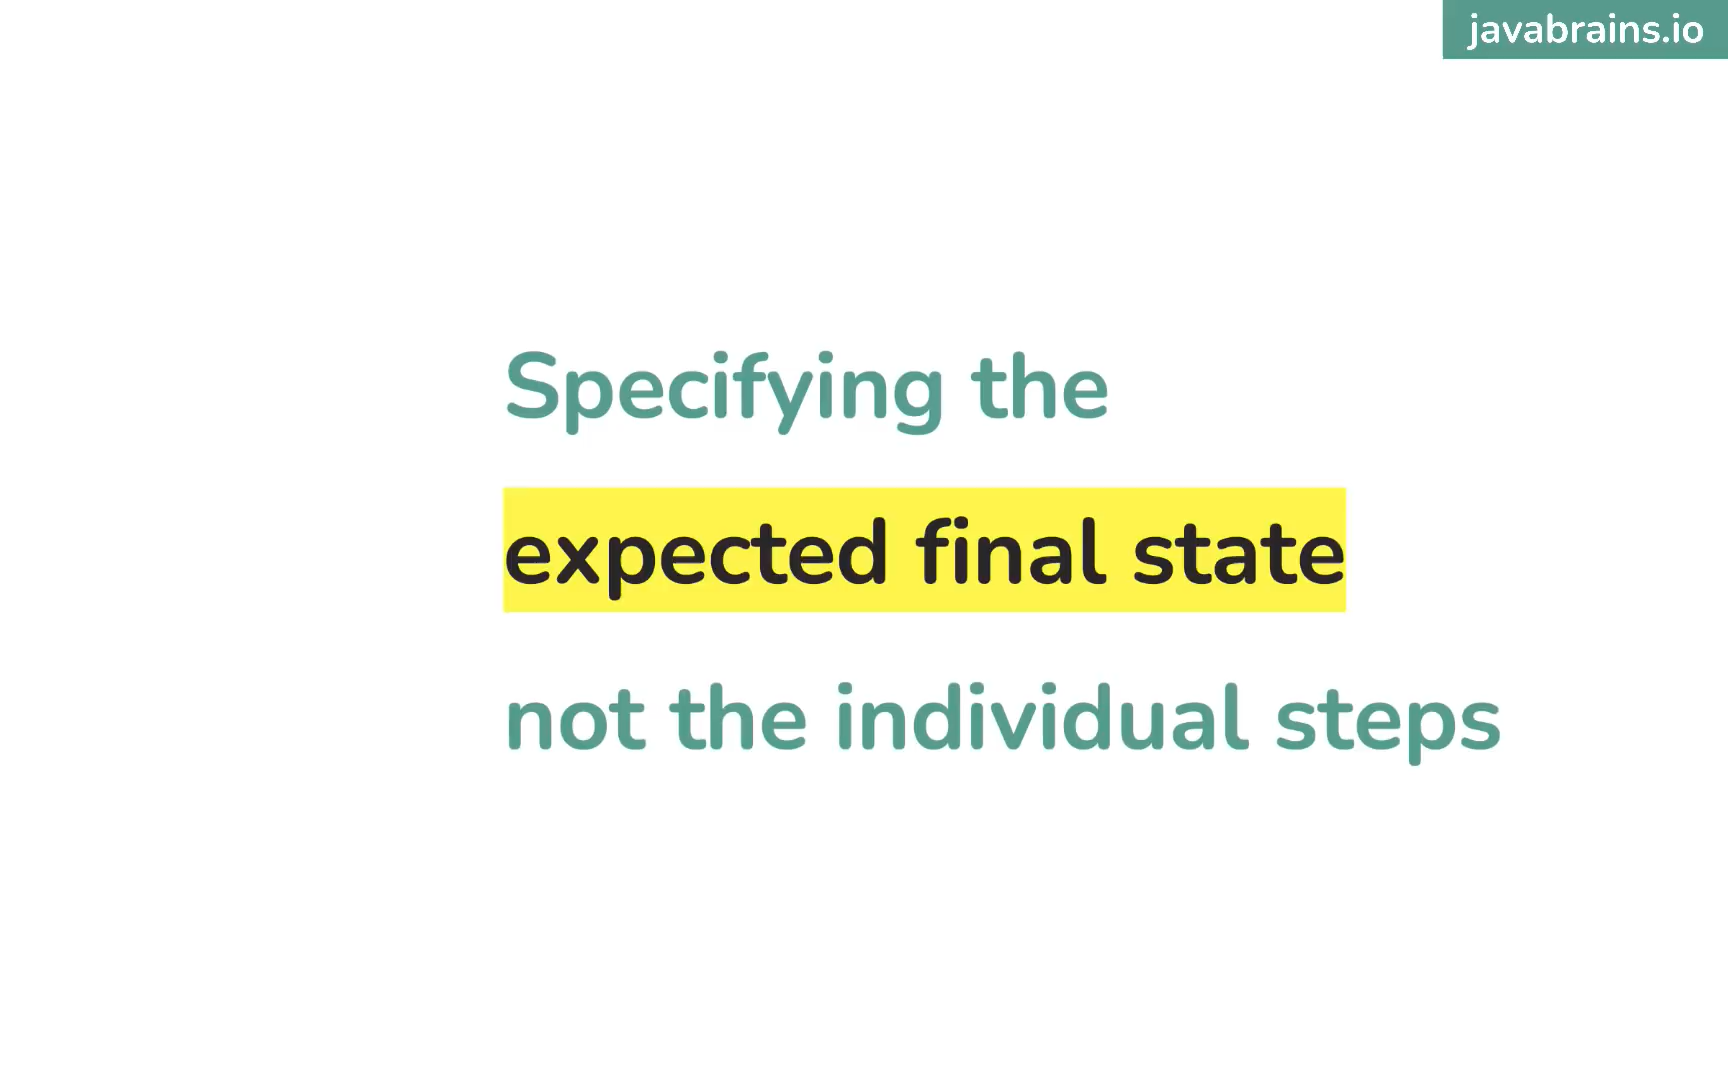 javabrains.io
Specifying the
expected final state
not the individual steps